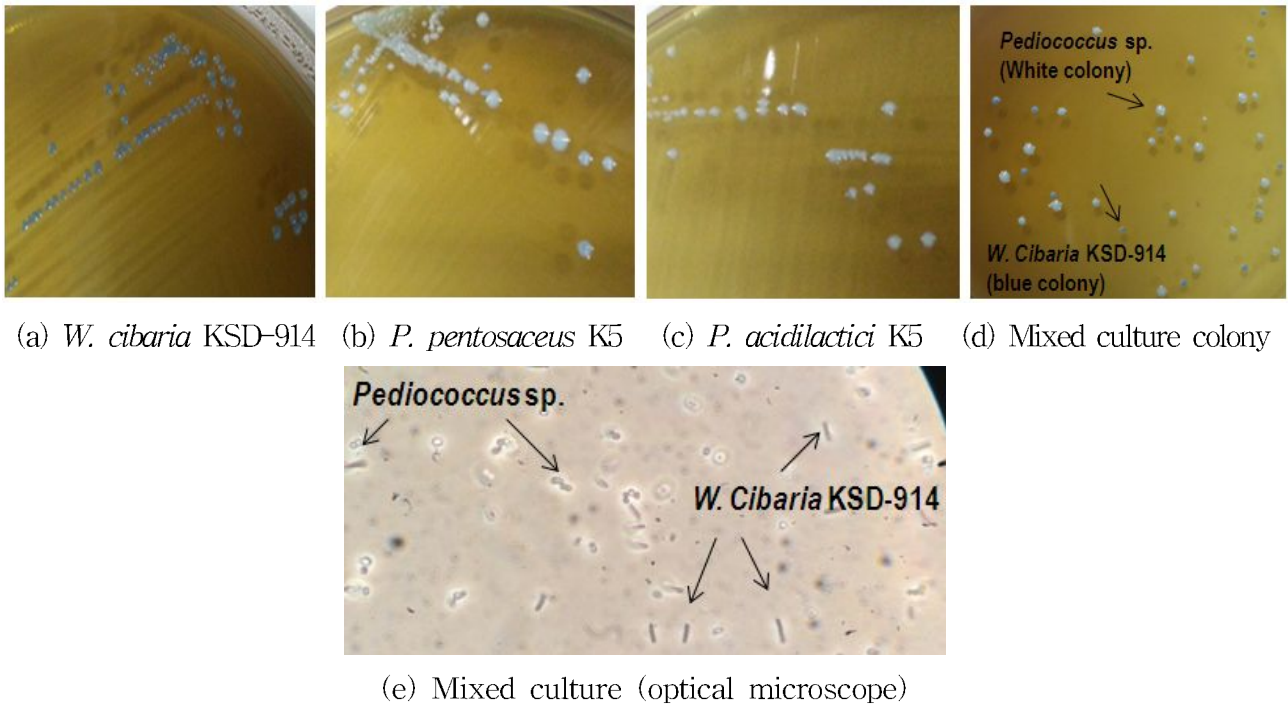 Pediococcus sp.
(White colony)
W. Cibaria KSD-914
(blue colony)
(a) W. cibaria KSD-914 (b) P. pentosaceus K5 (c) P. acidilactici K5 (d) Mixed culture colony
Pediococcus sp.
W. Cibaria KSD-914
(e) Mixed culture (optical microscope)